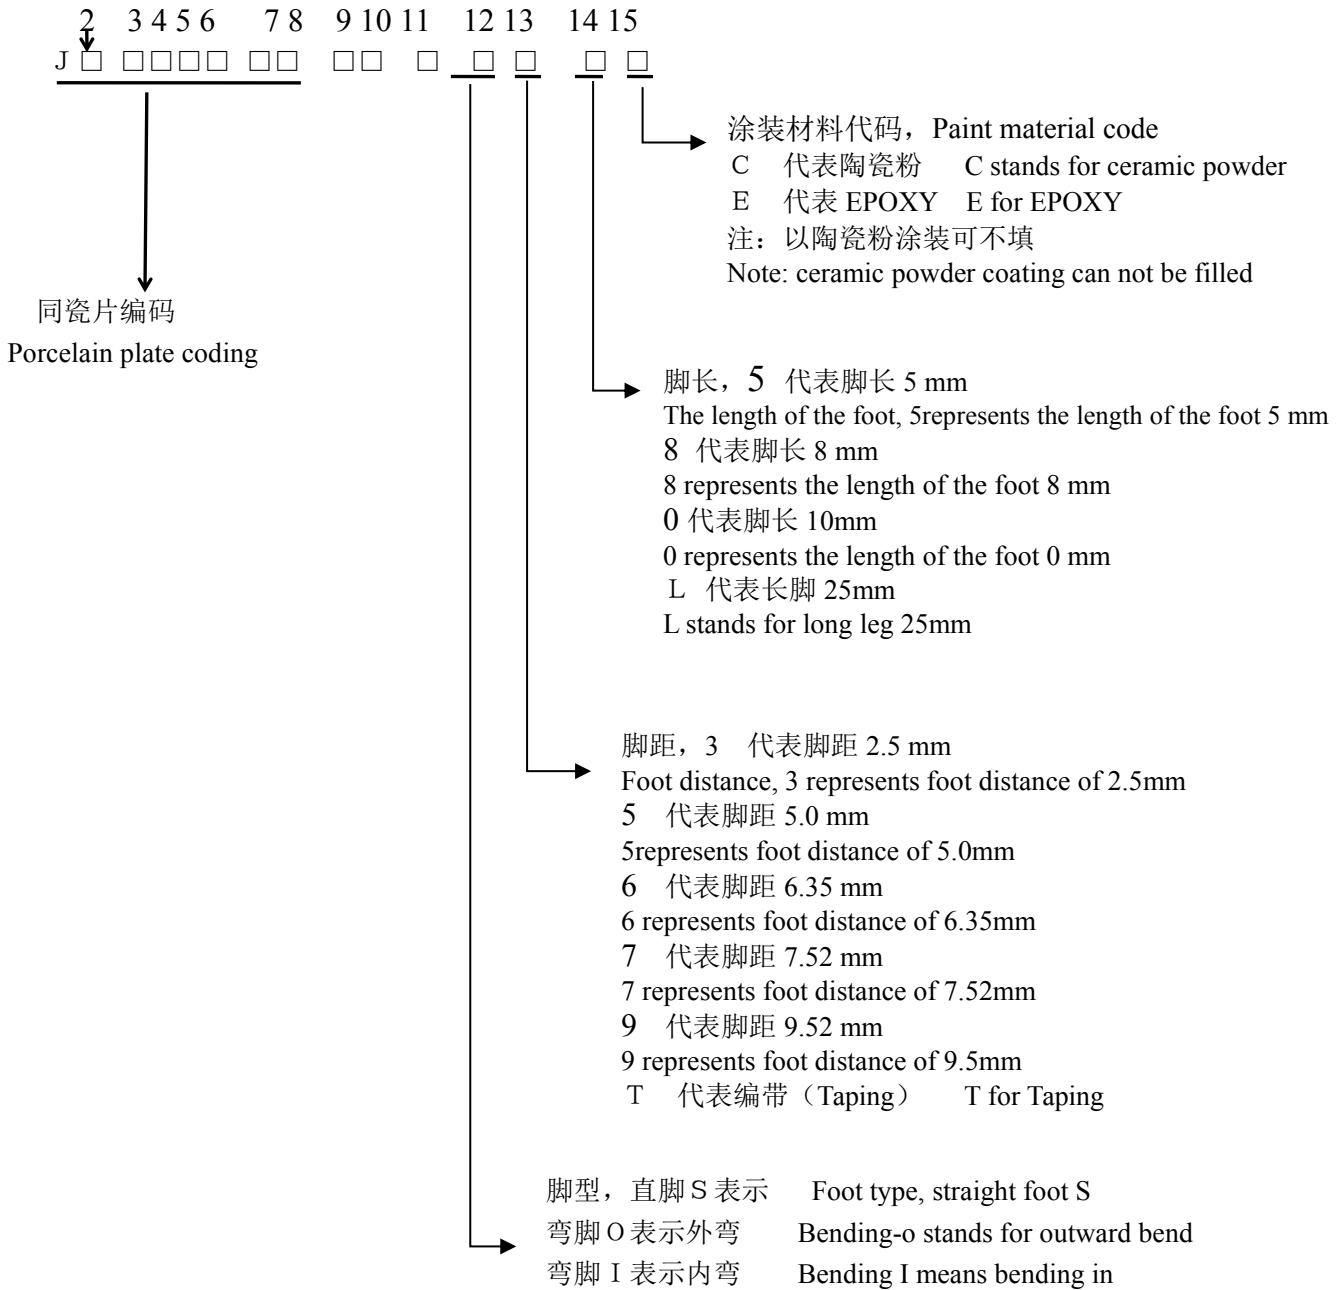 2 3 4 5 6 7 8 9 10 11 12 13 14 15
J □ □□□□ □□ □□ □ □ □ □ □
涂装材料代码，Paint material code
C 代表陶瓷粉 C stands for ceramic powder
E 代表 EPOXY E for EPOXY
注：以陶瓷粉涂装可不填
Note: ceramic powder coating can not be filled
同瓷片编码
Porcelain plate coding
脚长，5 代表脚长 5 mm
The length of the foot, 5represents the length of the foot 5 mm
8 代表脚长 8 mm
8 represents the length of the foot 8 mm
0 代表脚长 10mm
0 represents the length of the foot 0 mm
L 代表长脚 25mm
L stands for long leg 25mm
脚距，3 代表脚距 2.5 mm
Foot distance, 3 represents foot distance of 2.5mm
5 代表脚距 5.0 mm
5represents foot distance of 5.0mm
6 代表脚距 6.35 mm
6 represents foot distance of 6.35mm
7 代表脚距 7.52 mm
7 represents foot distance of 7.52mm
9 代表脚距 9.52 mm
9 represents foot distance of 9.5mm
T 代表编带（Taping） T for Taping
脚型，直脚S表示 Foot type, straight foot S
弯脚O表示外弯 Bending-o stands for outward bend
弯脚I表示内弯 Bending I means bending in